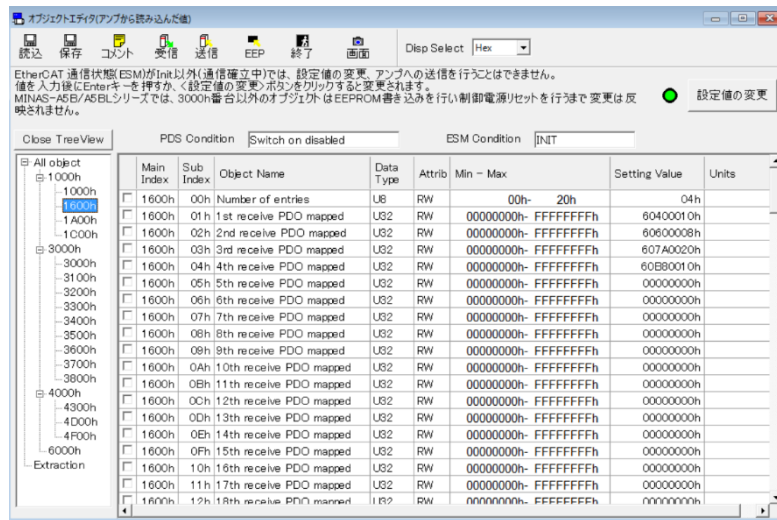 オブジェクトエディタ(アンプから読み込んだ値)
読込 保存 コメント 受信 送信 EEP 終了 画面 Disp Select Hex
EtherCAT 通信状態(ESM)がInit以外(通信確立中)では、設定値の変更、アンプへの送信を行うことはできません。
値を入力後にEnterキーを押すか、<設定値の変更>ボタンをクリックすると変更されます。
MINAS-A5B/A5BLシリーズでは、3000h番台以外のオブジェクトはEEPROM書き込みを行い制御電源リセットを行うまで変更は反
映されません。
設定値の変更
Close TreeView PDS Condition Switch on disabled ESM Condition INIT
All object
1000h
1000h
1600h
1A00h
1C00h
3000h
3000h
3100h
3200h
3300h
3400h
3500h
3600h
3700h
3800h
4000h
4300h
4D00h
4F00h
6000h
Extraction
Main Index Sub Index Object Name Data Type Attrib Min - Max Setting Value Units
1600h 00h Number of entries U8 RW 00h- 20h 04h
1600h 01h 1st receive PDO mapped U32 RW 00000000h- FFFFFFFFh 60400010h
1600h 02h 2nd receive PDO mapped U32 RW 00000000h- FFFFFFFFh 60600008h
1600h 03h 3rd receive PDO mapped U32 RW 00000000h- FFFFFFFFh 607A0020h
1600h 04h 4th receive PDO mapped U32 RW 00000000h- FFFFFFFFh 60B80010h
1600h 05h 5th receive PDO mapped U32 RW 00000000h- FFFFFFFFh 00000000h
1600h 06h 6th receive PDO mapped U32 RW 00000000h- FFFFFFFFh 00000000h
1600h 07h 7th receive PDO mapped U32 RW 00000000h- FFFFFFFFh 00000000h
1600h 08h 8th receive PDO mapped U32 RW 00000000h- FFFFFFFFh 00000000h
1600h 09h 9th receive PDO mapped U32 RW 00000000h- FFFFFFFFh 00000000h
1600h 0Ah 10th receive PDO mapped U32 RW 00000000h- FFFFFFFFh 00000000h
1600h 0Bh 11th receive PDO mapped U32 RW 00000000h- FFFFFFFFh 00000000h
1600h 0Ch 12th receive PDO mapped U32 RW 00000000h- FFFFFFFFh 00000000h
1600h 0Dh 13th receive PDO mapped U32 RW 00000000h- FFFFFFFFh 00000000h
1600h 0Eh 14th receive PDO mapped U32 RW 00000000h- FFFFFFFFh 00000000h
1600h 0Fh 15th receive PDO mapped U32 RW 00000000h- FFFFFFFFh 00000000h
1600h 10h 16th receive PDO mapped U32 RW 00000000h- FFFFFFFFh 00000000h
1600h 11h 17th receive PDO mapped U32 RW 00000000h- FFFFFFFFh 00000000h
1600h 12h 18th receive PDO mapped U32 RW 00000000h- FFFFFFFFh 00000000h